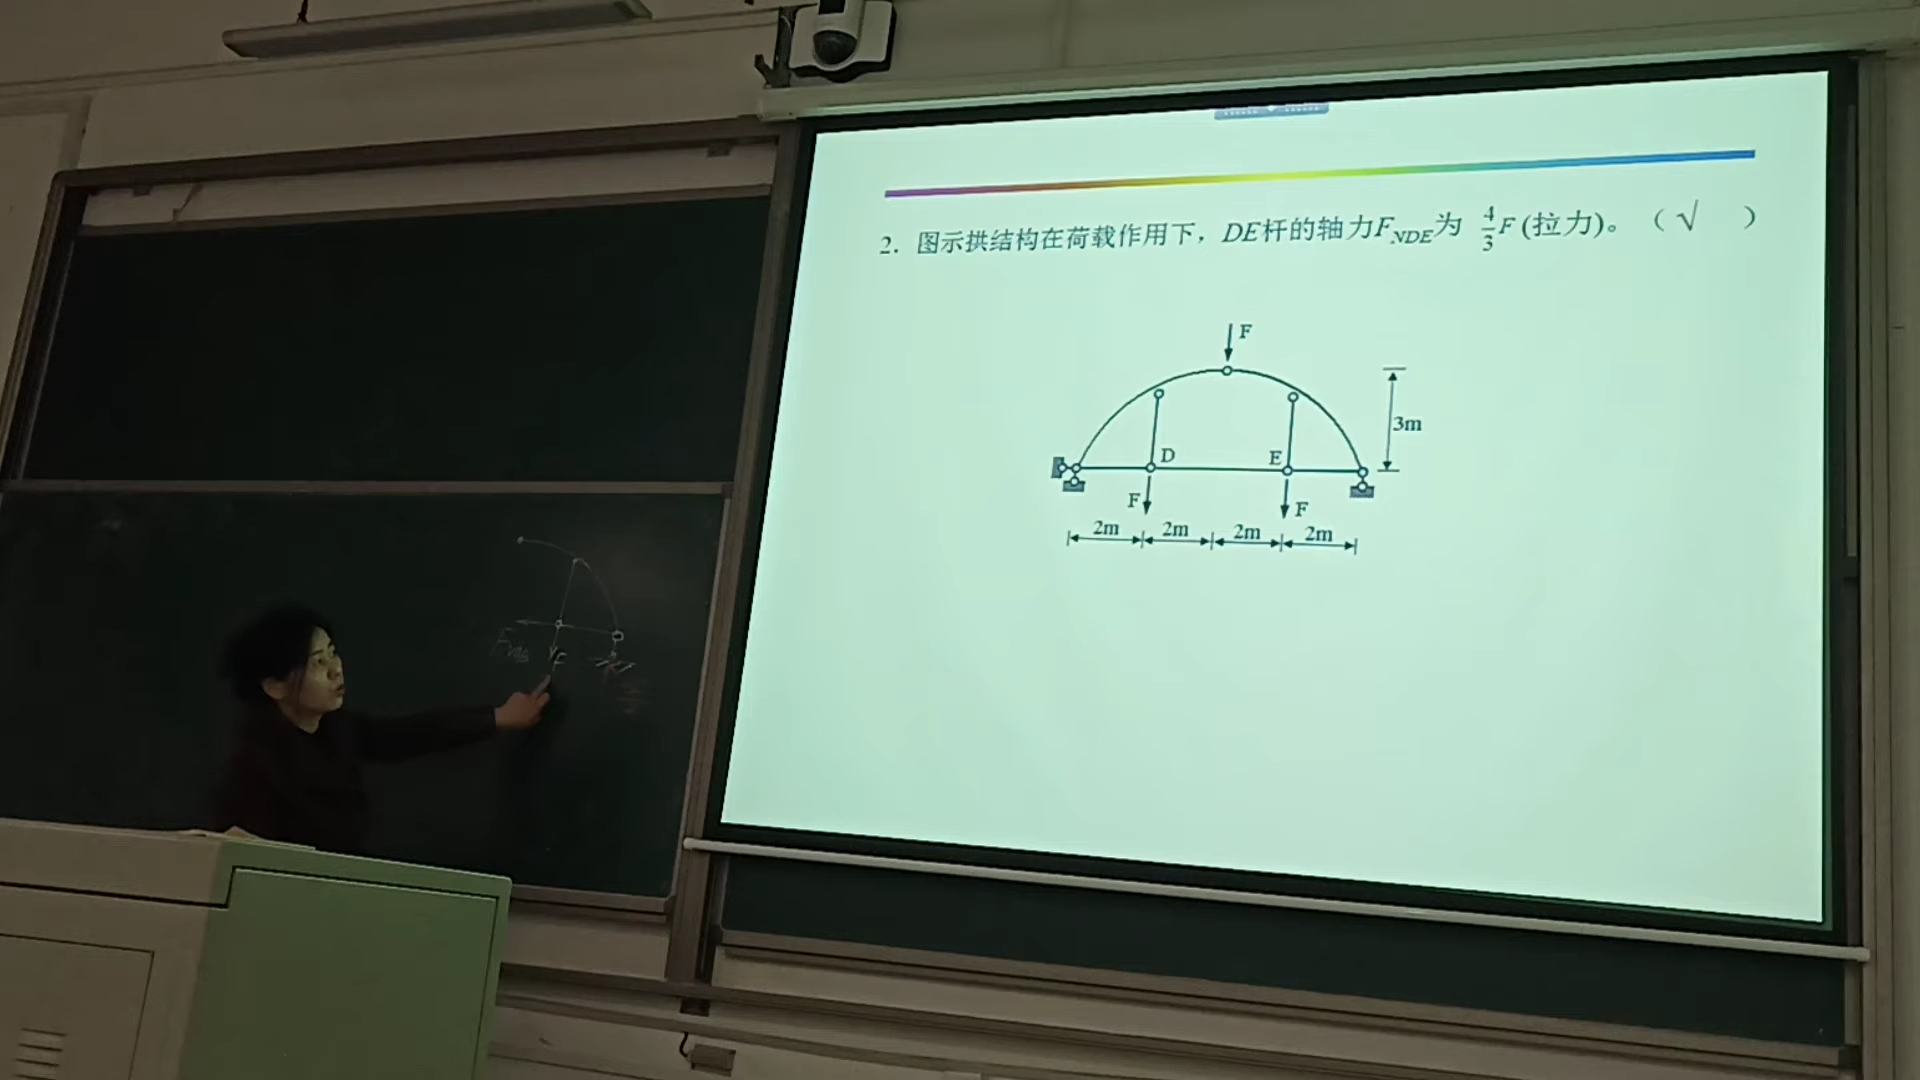 2. 图示拱结构在荷载作用下，DE杆的轴力F_NDE为 4/3 F (拉力)。（ √ ）
F
3m
D
E
F
F
2m 2m 2m 2m